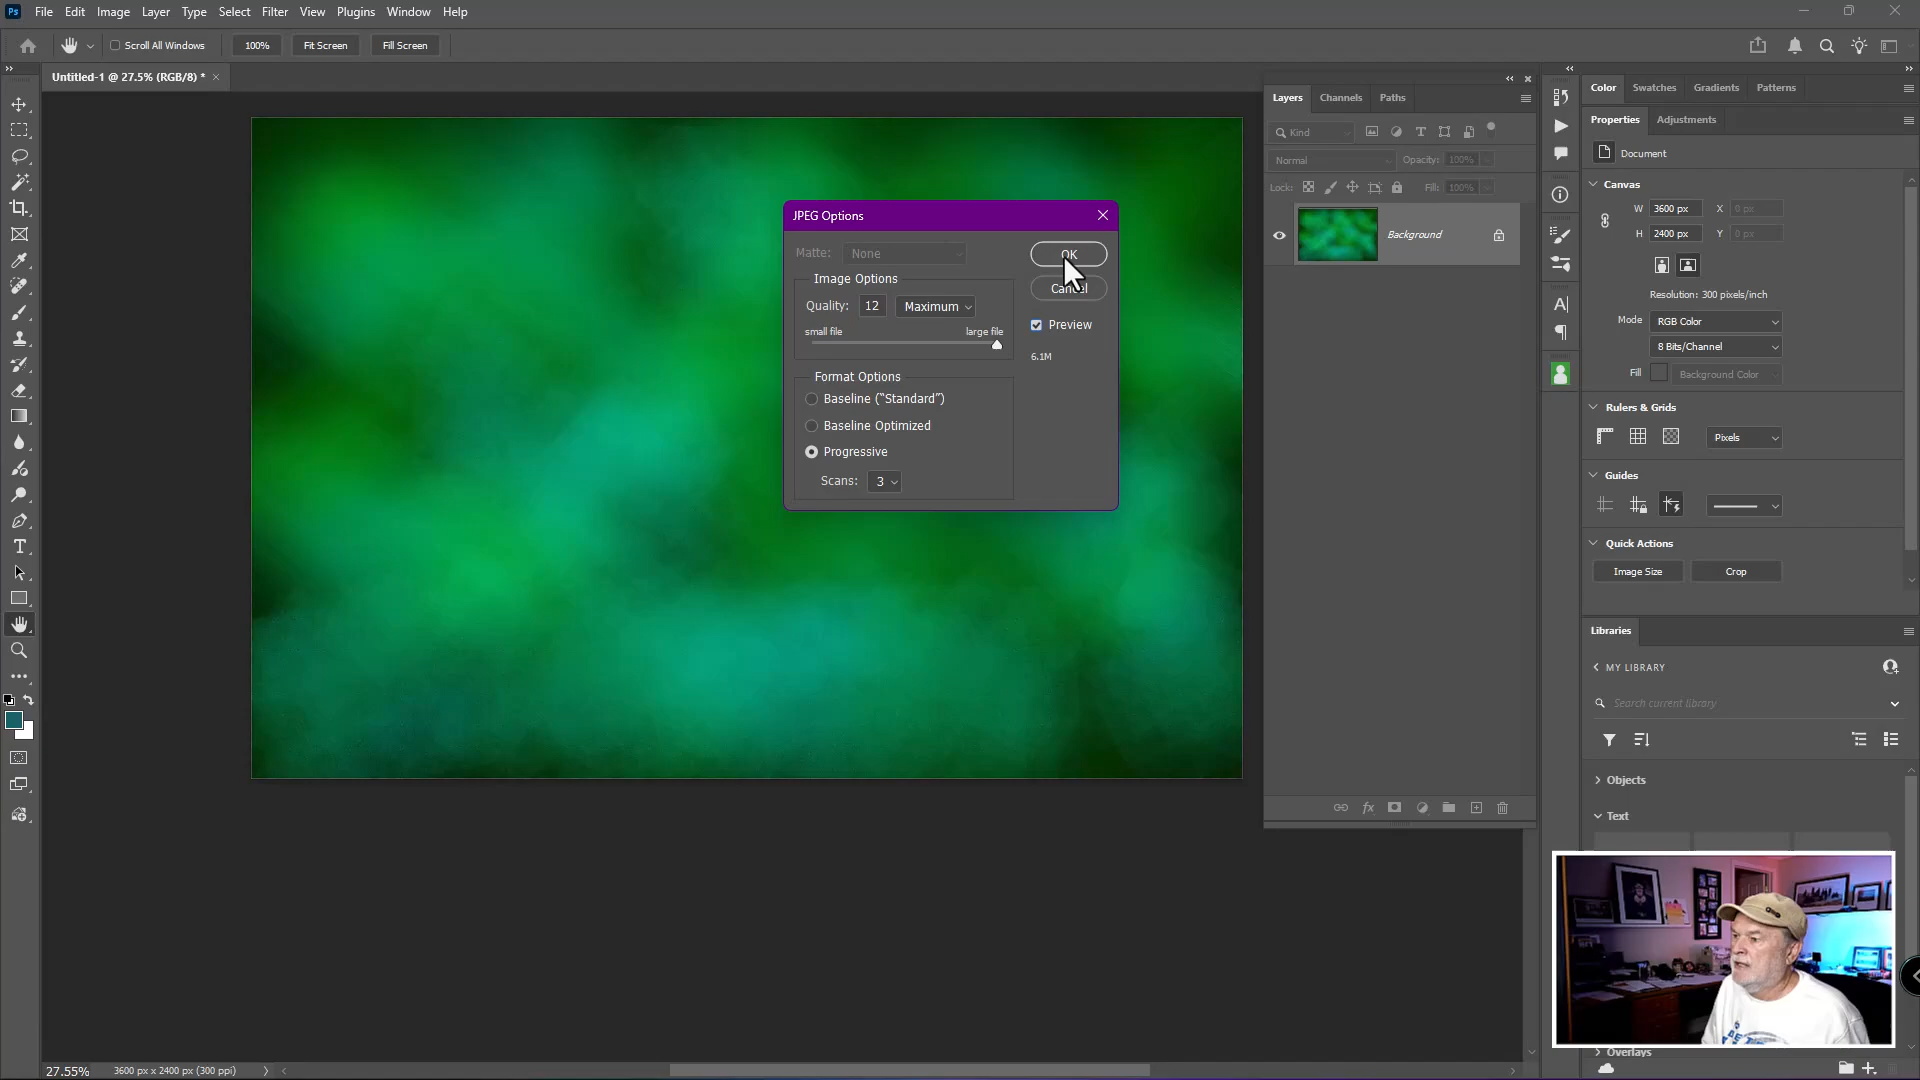 Ps File Edit Image Layer Type Select Filter View Plugins Window Help
Scroll All Windows 100% Fit Screen Fill Screen
Untitled-1 @ 27.5% (RGB/8) * ×
Layers Channels Paths
Kind
Normal Opacity: 100%
Lock: Fill: 100%
Background
JPEG Options
Matte: None
OK
Cancel
Preview
6.1M
Image Options
Quality: 12 Maximum
small file large file
Format Options
Baseline (“Standard”)
Baseline Optimized
Progressive
Scans: 3
Color Swatches Gradients Patterns
Properties Adjustments
Document
Canvas
W 3600 px X 0 px
H 2400 px Y 0 px
Resolution: 300 pixels/inch
Mode RGB Color
8 Bits/Channel
Fill Background Color
Rulers & Grids
Pixels
Guides
Quick Actions
Image Size Crop
Libraries
MY LIBRARY
Search current library
Objects
Text
Overlays
27.55% 3600 px x 2400 px (300 ppi)